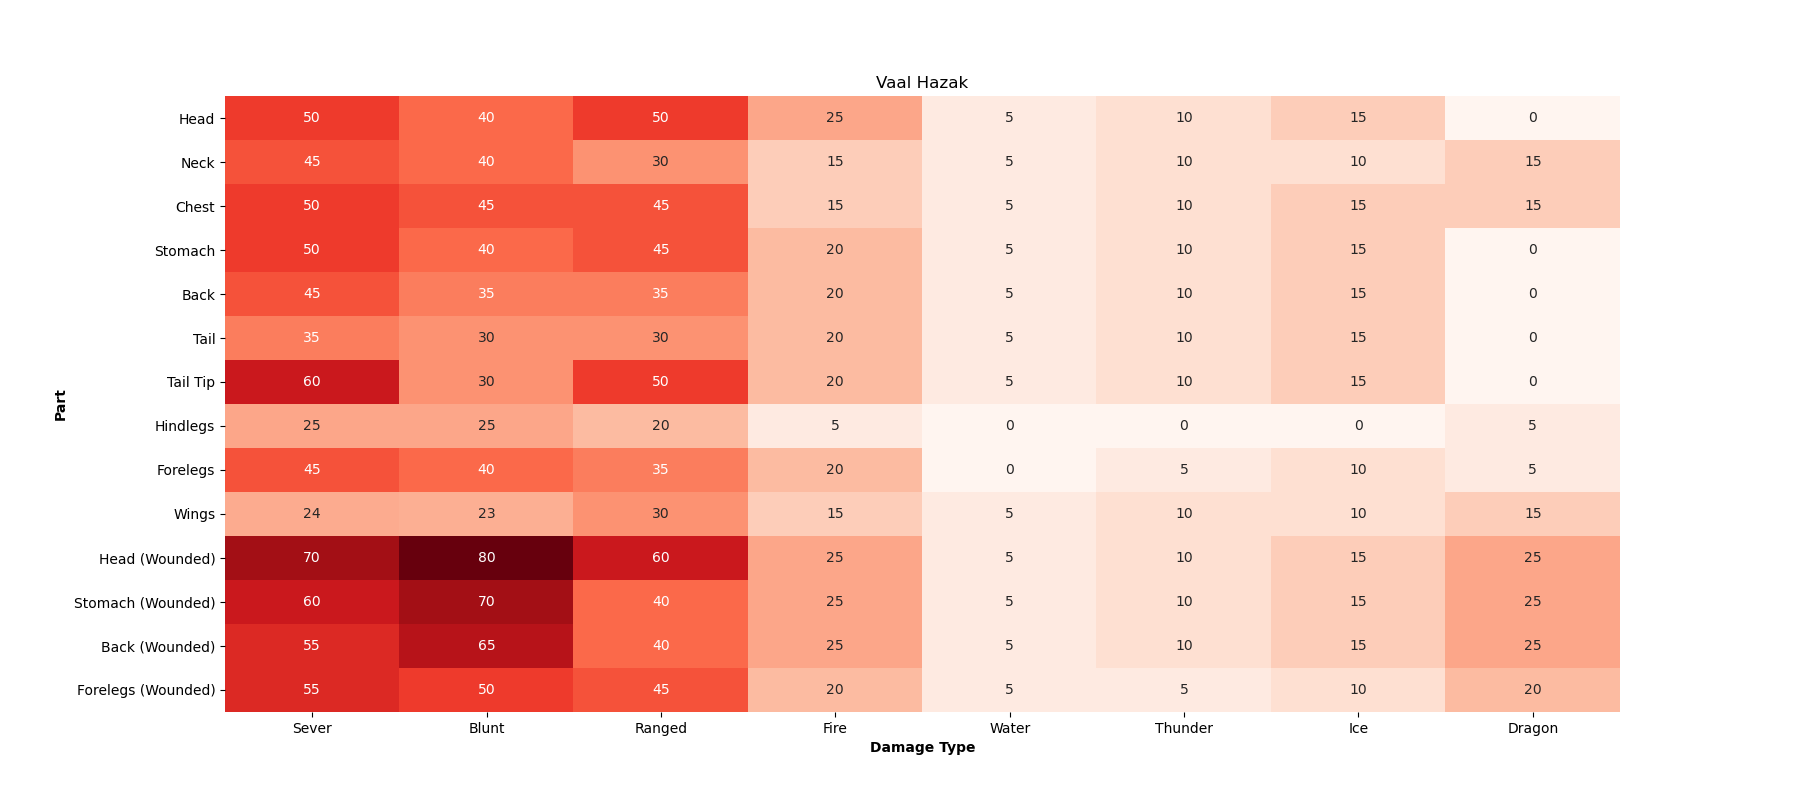 Vaal Hazak
Head 50 40 50 25 5 10 15 0
Neck 45 40 30 15 5 10 10 15
Chest 50 45 45 15 5 10 15 15
Stomach 50 40 45 20 5 10 15 0
Back 45 35 35 20 5 10 15 0
Tail 35 30 30 20 5 10 15 0
Tail Tip 60 30 50 20 5 10 15 0
Part
Hindlegs 25 25 20 5 0 0 0 5
Forelegs 45 40 35 20 0 5 10 5
Wings 24 23 30 15 5 10 10 15
Head (Wounded) 70 80 60 25 5 10 15 25
Stomach (Wounded) 60 70 40 25 5 10 15 25
Back (Wounded) 55 65 40 25 5 10 15 25
Forelegs (Wounded) 55 50 45 20 5 5 10 20
Sever Blunt Ranged Fire Water Thunder Ice Dragon
Damage Type